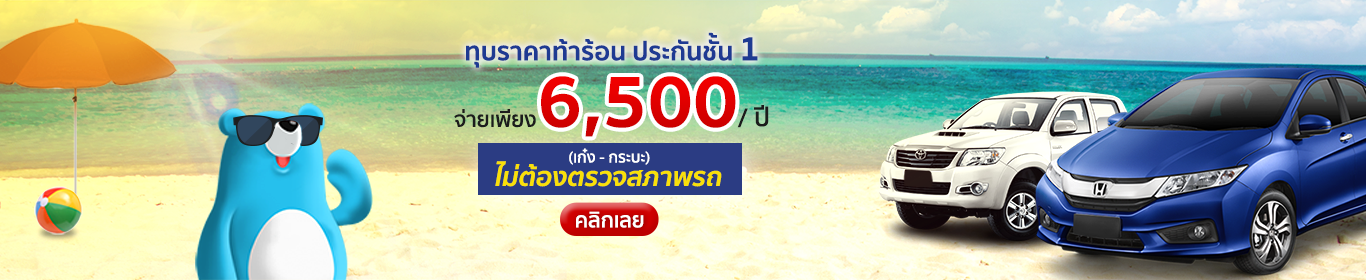 ทุบราคาท้าร้อน ประกันชั้น 1
จ่ายเพียง 6,500/ ปี
(เก๋ง - กระบะ)
ไม่ต้องตรวจสภาพรถ
คลิกเลย